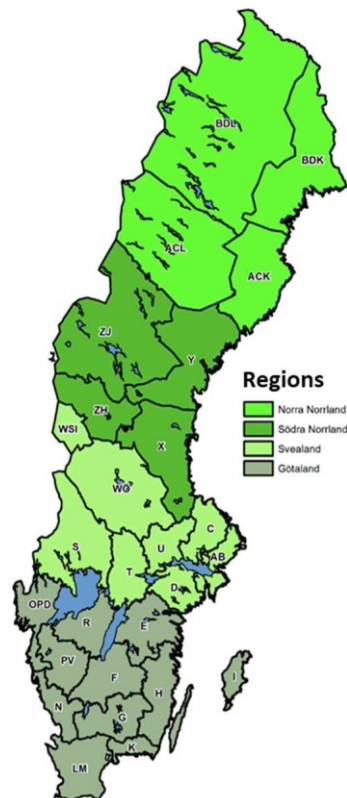 BDL
BDK
ACL
ACK
ZJ
Y
Regions
Norra Norrland
Södra Norrland
Svealand
Götaland
ZH
WSI
X
WG
C
S
U
AB
T
D
OPD
R
E
PV
F
H
I
N
G
K
LM